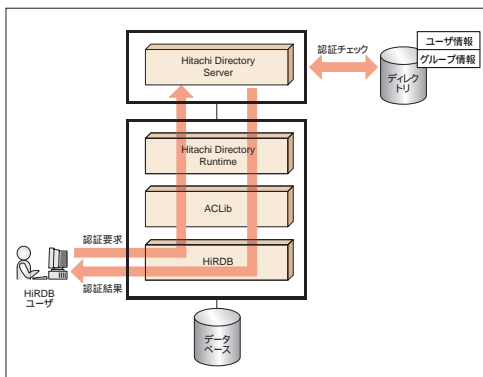 Hitachi Directory
Server
認証チェック
ユーザ情報
グループ情報
ディレク
トリ
Hitachi Directory
Runtime
ACLib
認証要求
HiRDB
認証結果
HiRDB
ユーザ
データ
ベース